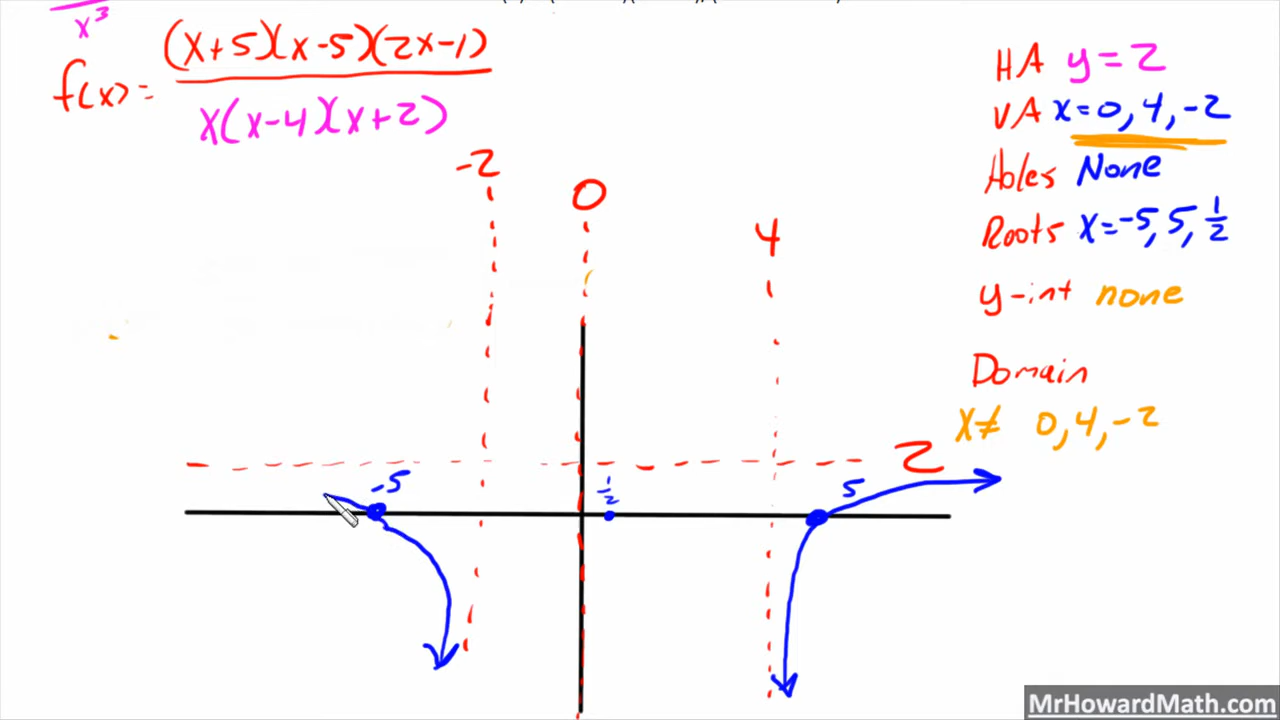 x³
f(x) = (x+5)(x-5)(2x-1)
x(x-4)(x+2)
HA y=2
VA x=0, 4, -2
Holes None
Roots x=-5, 5, 1/2
y-int none
Domain
x≠ 0, 4, -2
-2
0
4
2
-5
1/2
5
MrHowardMath.com